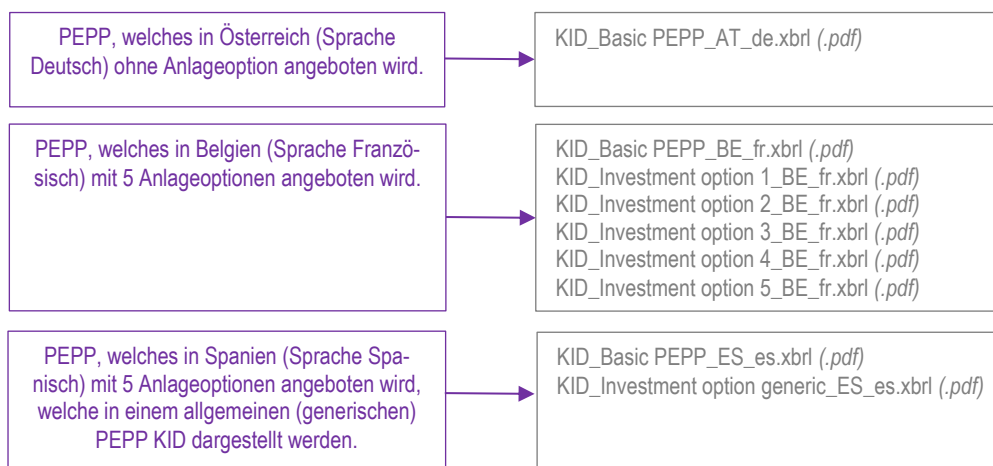 PEPP, welches in Österreich (Sprache
Deutsch) ohne Anlageoption angeboten wird.
KID_Basic PEPP_AT_de.xbrl (.pdf)
PEPP, welches in Belgien (Sprache Franzö-
sisch) mit 5 Anlageoptionen angeboten wird.
KID_Basic PEPP_BE_fr.xbrl (.pdf)
KID_Investment option 1_BE_fr.xbrl (.pdf)
KID_Investment option 2_BE_fr.xbrl (.pdf)
KID_Investment option 3_BE_fr.xbrl (.pdf)
KID_Investment option 4_BE_fr.xbrl (.pdf)
KID_Investment option 5_BE_fr.xbrl (.pdf)
PEPP, welches in Spanien (Sprache Spa-
nisch) mit 5 Anlageoptionen angeboten wird,
welche in einem allgemeinen (generischen)
PEPP KID dargestellt werden.
KID_Basic PEPP_ES_es.xbrl (.pdf)
KID_Investment option generic_ES_es.xbrl (.pdf)